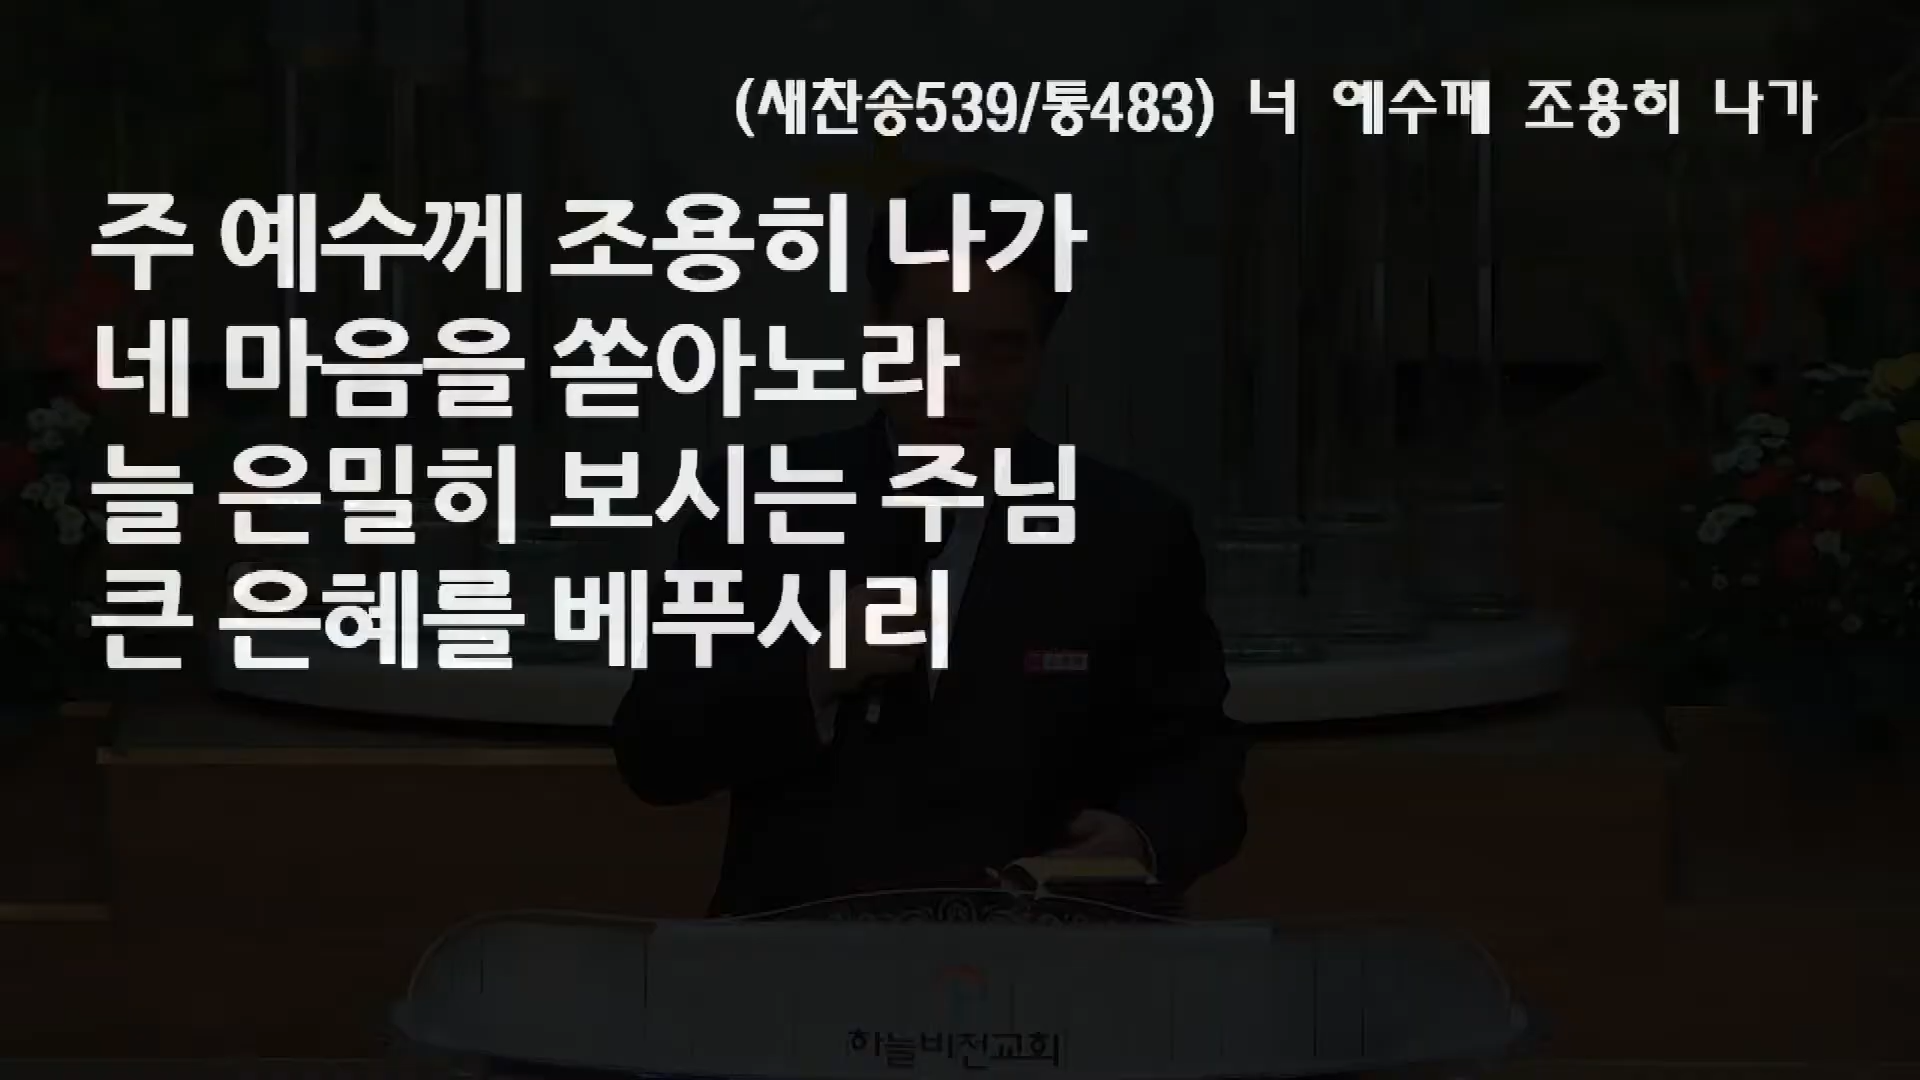 (새찬송539/통483) 너 예수께 조용히 나가
주 예수께 조용히 나가
네 마음을 쏟아노라
늘 은밀히 보시는 주님
큰 은혜를 베푸시리
하늘비전교회